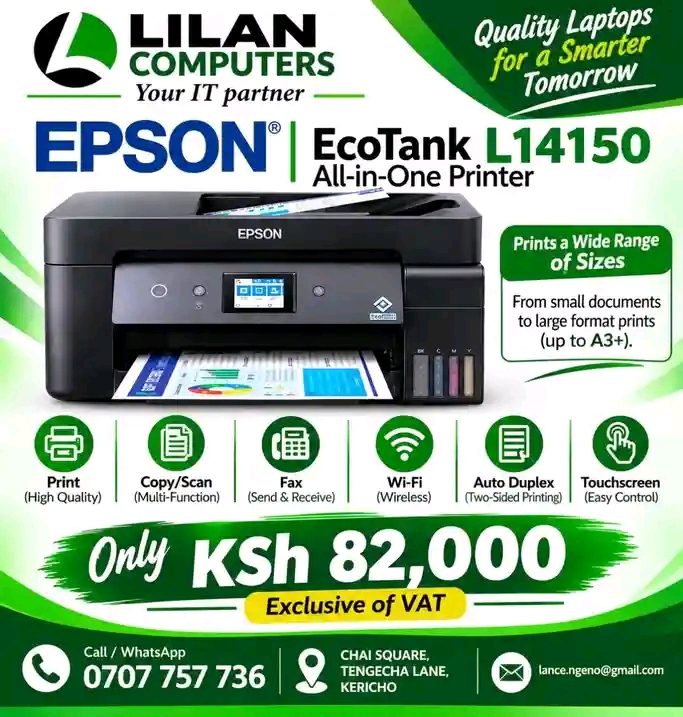 LILAN
COMPUTERS
Your IT partner
Quality Laptops
for a Smarter
Tomorrow
EPSON®
EcoTank L14150
All-in-One Printer
EPSON
Prints a Wide Range
of Sizes
From small documents
to large format prints
(up to A3+).
BK C M Y
Print
(High Quality)
Copy/Scan
(Multi-Function)
Fax
(Send & Receive)
Wi-Fi
(Wireless)
Auto Duplex
(Two-Sided Printing)
Touchscreen
(Easy Control)
Only KSh 82,000
Exclusive of VAT
Call / WhatsApp
0707 757 736
CHAI SQUARE,
TENGECHA LANE,
KERICHO
lance.ngeno@gmail.com